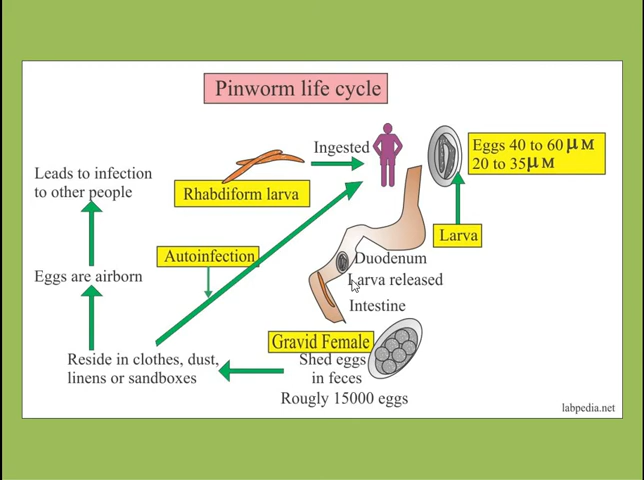 Pinworm life cycle
Ingested
Eggs 40 to 60 μM
20 to 35μM
Leads to infection
to other people
Rhabdiform larva
Larva
Autoinfection
Duodenum
Larva released
Eggs are airborn
Intestine
Gravid Female
Reside in clothes, dust,
linens or sandboxes
Shed eggs
in feces
Rougly 15000 eggs
labpedia.net